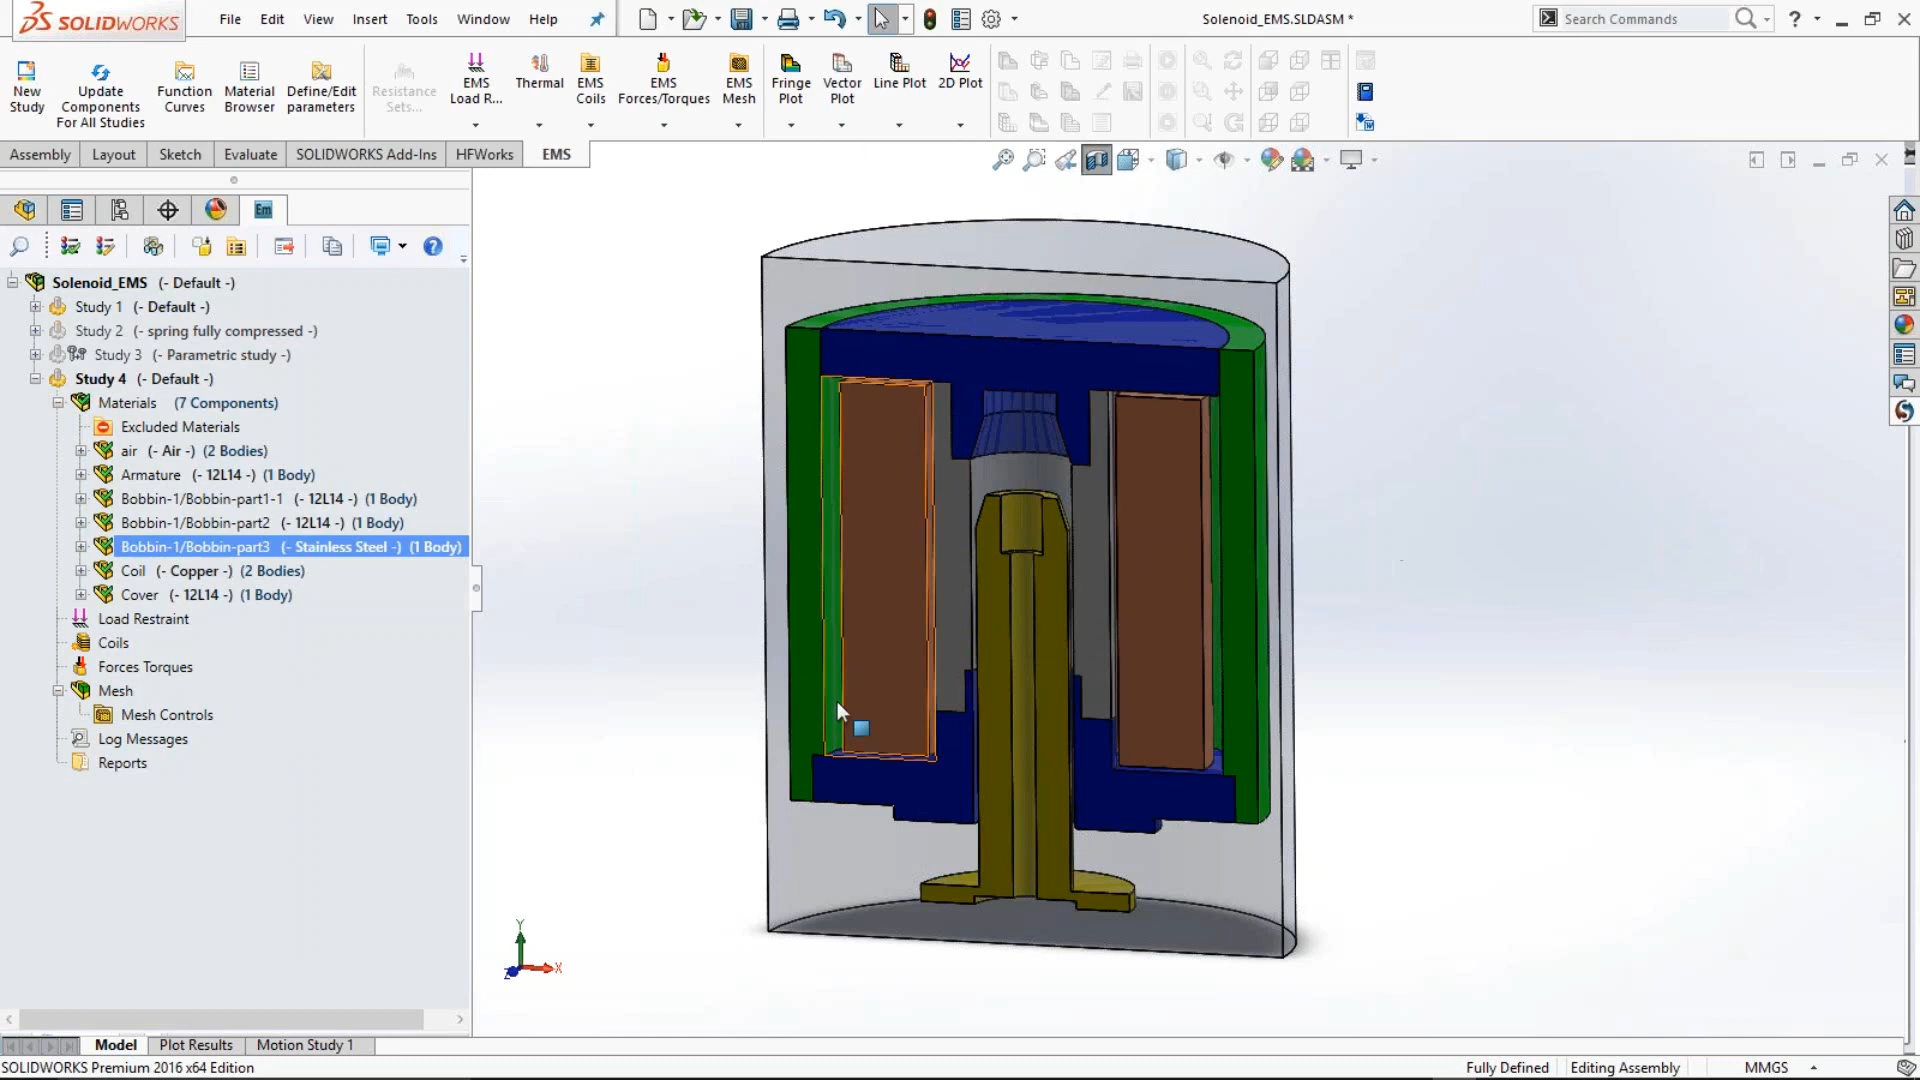 SOLIDWORKS
File Edit View Insert Tools Window Help
Solenoid_EMS.SLDASM *
Search Commands
New Study
Update Components For All Studies
Function Curves
Material Browser
Define/Edit parameters
Resistance Sets...
EMS Load R...
Thermal
EMS Coils
EMS Forces/Torques
EMS Mesh
Fringe Plot
Vector Plot
Line Plot
2D Plot
Assembly Layout Sketch Evaluate SOLIDWORKS Add-Ins HFWorks EMS
Em
Solenoid_EMS (- Default -)
Study 1 (- Default -)
Study 2 (- spring fully compressed -)
Study 3 (- Parametric study -)
Study 4 (- Default -)
Materials (7 Components)
Excluded Materials
air (- Air -) (2 Bodies)
Armature (- 12L14 -) (1 Body)
Bobbin-1/Bobbin-part1-1 (- 12L14 -) (1 Body)
Bobbin-1/Bobbin-part2 (- 12L14 -) (1 Body)
Bobbin-1/Bobbin-part3 (- Stainless Steel -) (1 Body)
Coil (- Copper -) (2 Bodies)
Cover (- 12L14 -) (1 Body)
Load Restraint
Coils
Forces Torques
Mesh
Mesh Controls
Log Messages
Reports
Y
X
Z
Model Plot Results Motion Study 1
SOLIDWORKS Premium 2016 x64 Edition
Fully Defined Editing Assembly MMGS